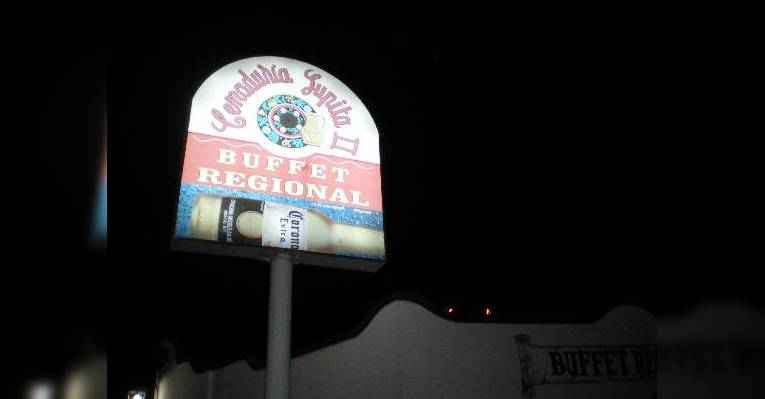 Cenaduría Lupita II
BUFFET
REGIONAL
Corona
Extra
BUFFET RE